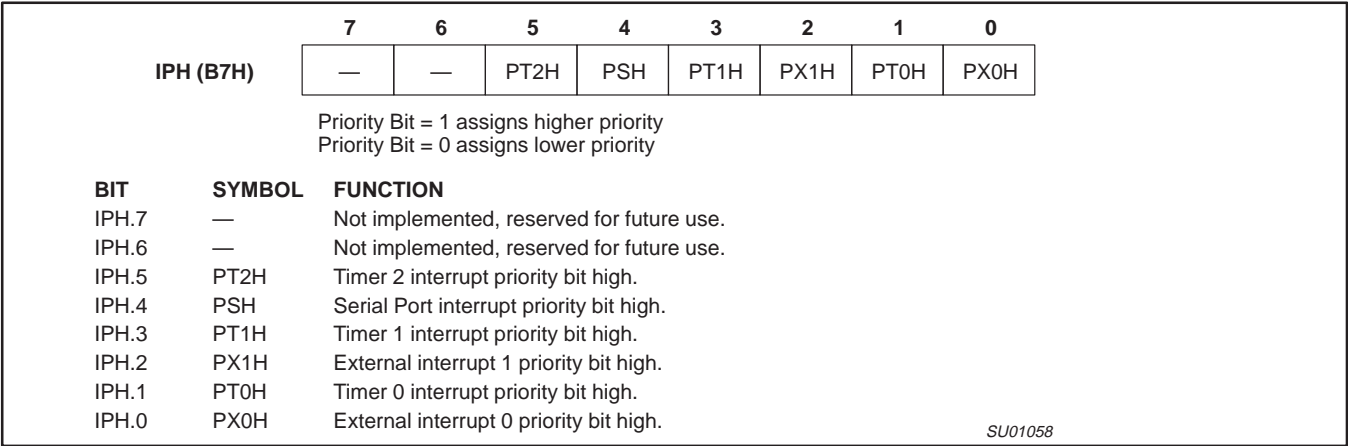 7 6 5 4 3 2 1 0
IPH (B7H) — — PT2H PSH PT1H PX1H PT0H PX0H
Priority Bit = 1 assigns higher priority
Priority Bit = 0 assigns lower priority
BIT SYMBOL FUNCTION
IPH.7 — Not implemented, reserved for future use.
IPH.6 — Not implemented, reserved for future use.
IPH.5 PT2H Timer 2 interrupt priority bit high.
IPH.4 PSH Serial Port interrupt priority bit high.
IPH.3 PT1H Timer 1 interrupt priority bit high.
IPH.2 PX1H External interrupt 1 priority bit high.
IPH.1 PT0H Timer 0 interrupt priority bit high.
IPH.0 PX0H External interrupt 0 priority bit high.
SU01058